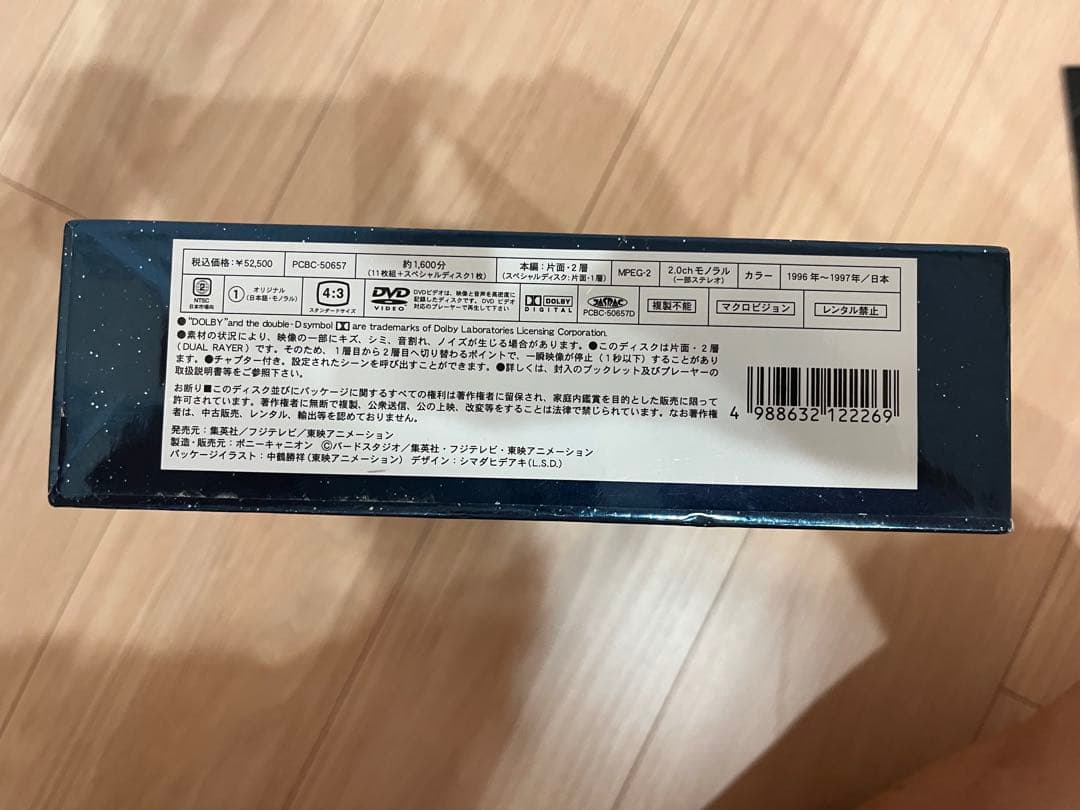 税込価格：¥52,500
PCBC-50657
約1,600分
（11枚組＋スペシャルディスク1枚）
本編：片面・2層
（スペシャルディスク：片面・1層）
MPEG-2
2.0ch モノラル
（一部ステレオ）
カラー
1996年〜1997年／日本
2
NTSC
日本市場向
① オリジナル
（日本語・モノラル）
4:3
スタンダードサイズ
DVD
VIDEO
DVDビデオは、映像と音声を高密度に
記録したディスクです。DVD ビデオ
対応のプレーヤーで再生して下さい。
DOLBY
DIGITAL
JASRAC
PCBC-50657D
複製不能
マクロビジョン
レンタル禁止
●"DOLBY"and the double-D symbol are trademarks of Dolby Laboratories Licensing Corporation.
●素材の状況により、映像の一部にキズ、シミ、音割れ、ノイズが生じる場合があります。●このディスクは片面・2層
（DUAL RAYER）です。そのため、1層目から2層目へ切り替わるポイントで、一瞬映像が停止（1秒以下）することがあり
ます。●チャプター付き。設定されたシーンを呼び出すことができます。●詳しくは、封入のブックレット及びプレーヤーの
取扱説明書等をご参照下さい。
お断り■このディスク並びにパッケージに関するすべての権利は著作権者に留保され、家庭内鑑賞を目的とした販売に限って
許可されています。著作権者に無断で複製、公衆送信、公の上映、改変等をすることは法律で禁じられています。なお著作権
者は、中古販売、レンタル、輸出等を認めておりません。
発売元：集英社／フジテレビ／東映アニメーション
製造・販売元：ポニーキャニオン Ⓒバードスタジオ／集英社・フジテレビ・東映アニメーション
パッケージイラスト：中鶴勝祥（東映アニメーション） デザイン：シマダヒデアキ（L.S.D.）
4 988632 122269